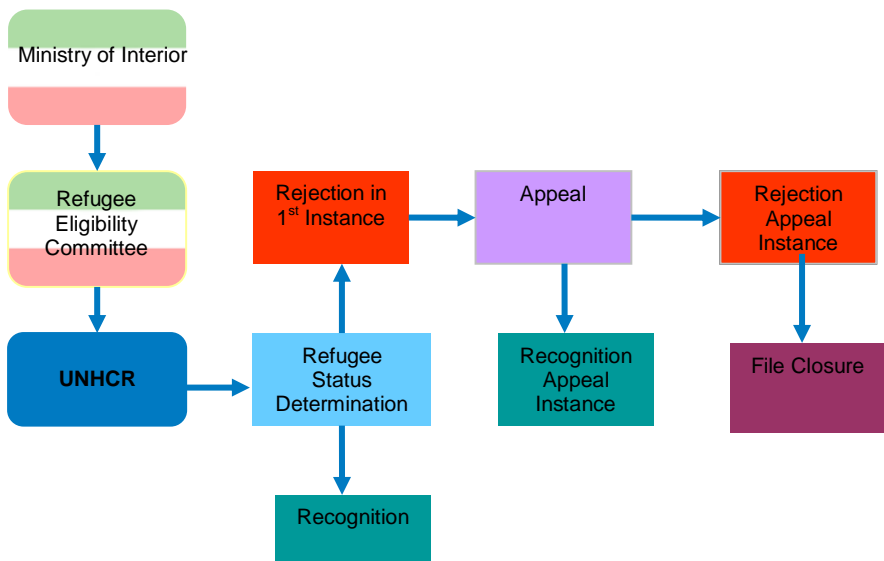 Ministry of Interior
Refugee
Eligibility
Committee
UNHCR
Rejection in
1st Instance
Appeal
Rejection
Appeal
Instance
Refugee
Status
Determination
Recognition
Appeal
Instance
File Closure
Recognition